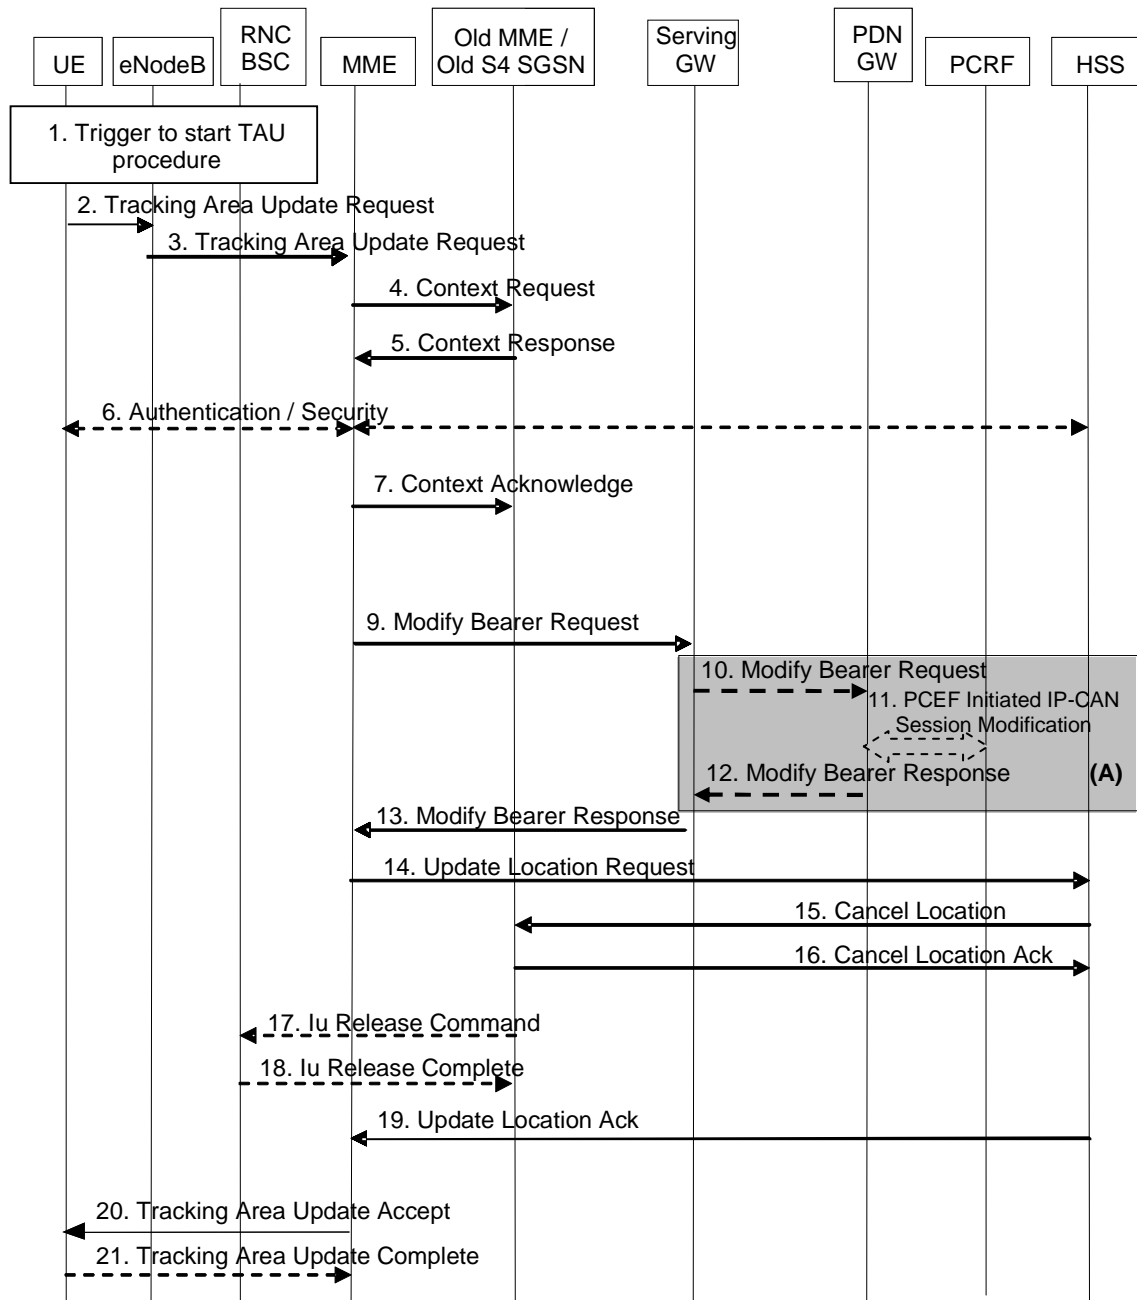 UE
eNodeB
RNC
BSC
MME
Old MME /
Old S4 SGSN
Serving
GW
PDN
GW
PCRF
HSS
1. Trigger to start TAU
procedure
2. Tracking Area Update Request
3. Tracking Area Update Request
4. Context Request
5. Context Response
6. Authentication / Security
7. Context Acknowledge
9. Modify Bearer Request
10. Modify Bearer Request
11. PCEF Initiated IP-CAN
Session Modification
12. Modify Bearer Response
(A)
13. Modify Bearer Response
14. Update Location Request
15. Cancel Location
16. Cancel Location Ack
17. Iu Release Command
18. Iu Release Complete
19. Update Location Ack
20. Tracking Area Update Accept
21. Tracking Area Update Complete